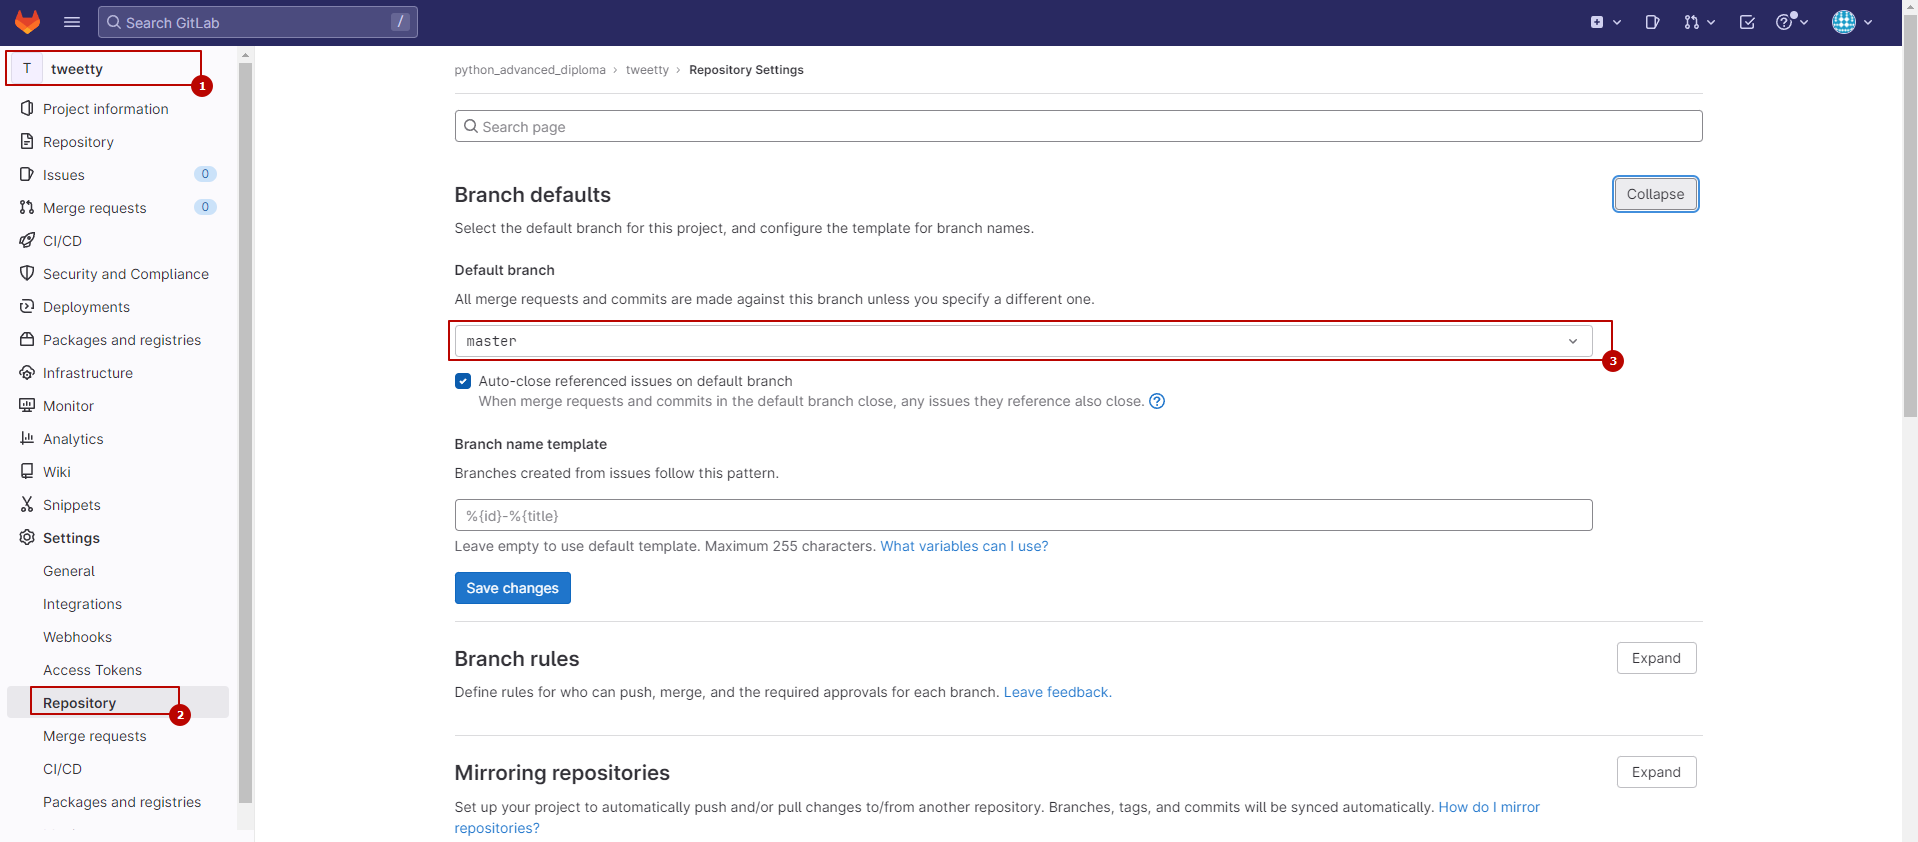 Search GitLab
/
T tweetty
1
Project information
Repository
Issues 0
Merge requests 0
CI/CD
Security and Compliance
Deployments
Packages and registries
Infrastructure
Monitor
Analytics
Wiki
Snippets
Settings
General
Integrations
Webhooks
Access Tokens
Repository
2
Merge requests
CI/CD
Packages and registries
python_advanced_diploma › tweetty › Repository Settings
Search page
Branch defaults
Collapse
Select the default branch for this project, and configure the template for branch names.
Default branch
All merge requests and commits are made against this branch unless you specify a different one.
master
3
Auto-close referenced issues on default branch
When merge requests and commits in the default branch close, any issues they reference also close.
Branch name template
Branches created from issues follow this pattern.
%{id}-%{title}
Leave empty to use default template. Maximum 255 characters. What variables can I use?
Save changes
Branch rules
Expand
Define rules for who can push, merge, and the required approvals for each branch. Leave feedback.
Mirroring repositories
Expand
Set up your project to automatically push and/or pull changes to/from another repository. Branches, tags, and commits will be synced automatically. How do I mirror
repositories?